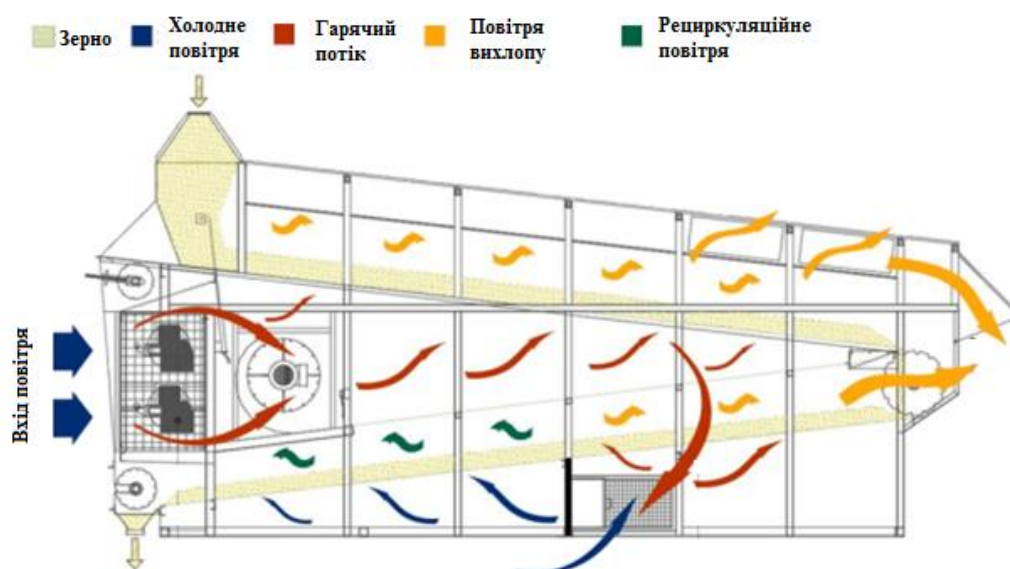 Зерно
Холодне
повітря
Гарячий
потік
Повітря
вихлопу
Рециркуляційне
повітря
Вхід повітря